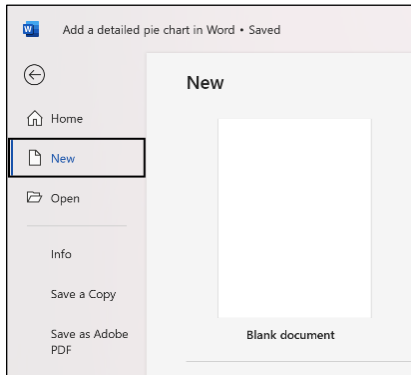 Add a detailed pie chart in Word • Saved
New
Home
New
Open
Info
Save a Copy
Save as Adobe
PDF
Blank document